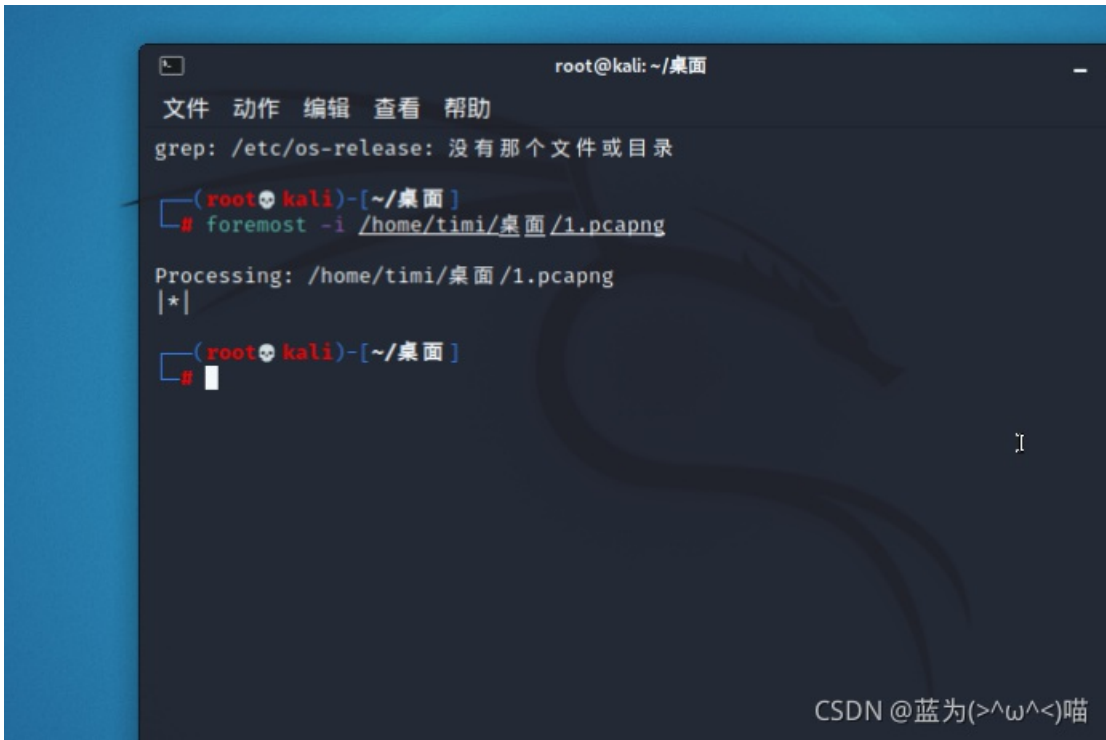 root@kali: ~/桌面
文件 动作 编辑 查看 帮助
grep: /etc/os-release: 没有那个文件或目录
┌──(root💀kali)-[~/桌面]
└─# foremost -i /home/timi/桌面/1.pcapng
Processing: /home/timi/桌面/1.pcapng
|*|
┌──(root💀kali)-[~/桌面]
└─#
CSDN @蓝为(>^ω^<)喵